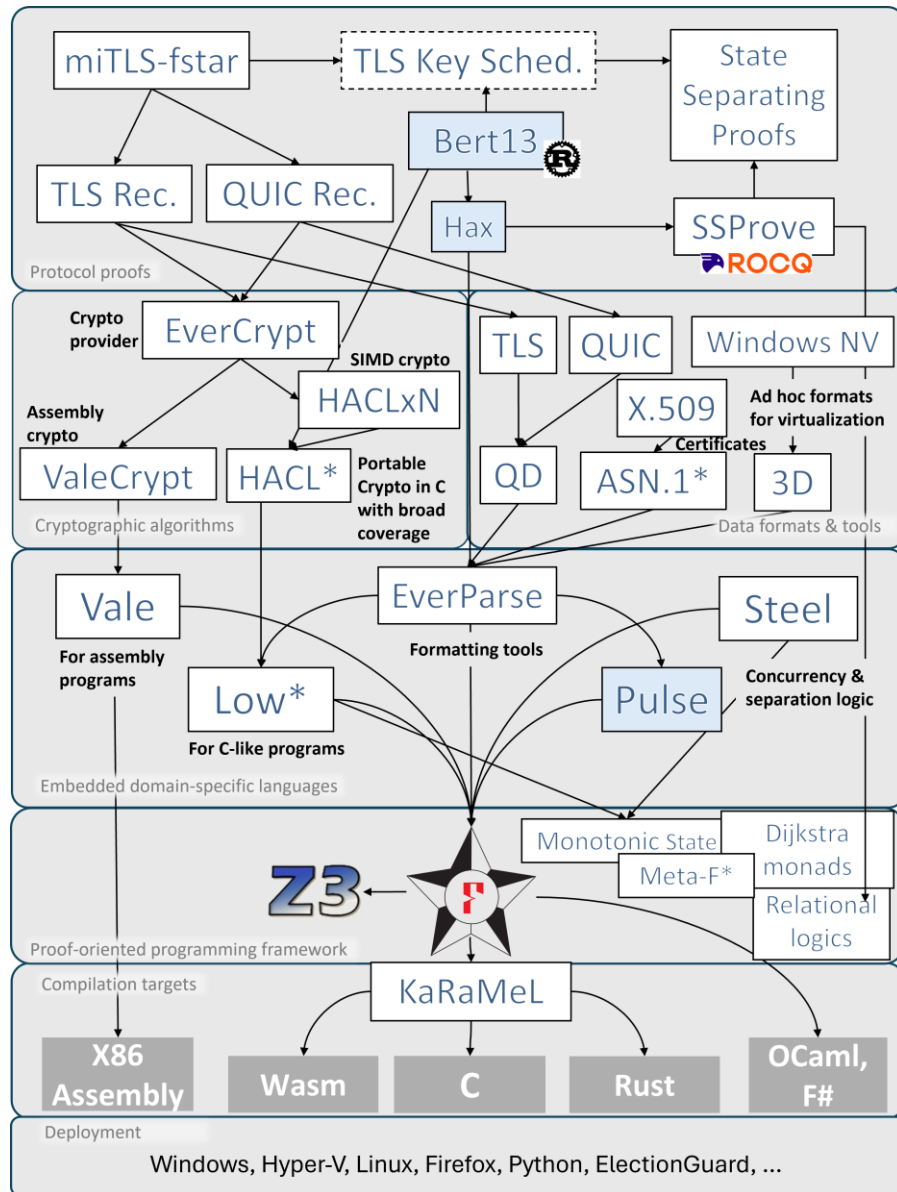 miTLS-fstar
TLS Key Sched.
State
Separating
Proofs
Bert13
R
TLS Rec.
QUIC Rec.
Hax
SSProve
ROCQ
Protocol proofs
Crypto
provider
EverCrypt
TLS
QUIC
Windows NV
SIMD crypto
HACLxN
X.509
Ad hoc formats
for virtualization
Assembly
crypto
Certificates
ValeCrypt
HACL*
Portable
Crypto in C
with broad
coverage
QD
ASN.1*
3D
Cryptographic algorithms
Data formats & tools
Vale
EverParse
Steel
For assembly
programs
Formatting tools
Low*
Pulse
Concurrency &
separation logic
For C-like programs
Embedded domain-specific languages
Monotonic State
Dijkstra
monads
Meta-F*
Z3
F
Relational
logics
Proof-oriented programming framework
Compilation targets
KaRaMeL
X86
Assembly
Wasm
C
Rust
OCaml,
F#
Deployment
Windows, Hyper-V, Linux, Firefox, Python, ElectionGuard, ...